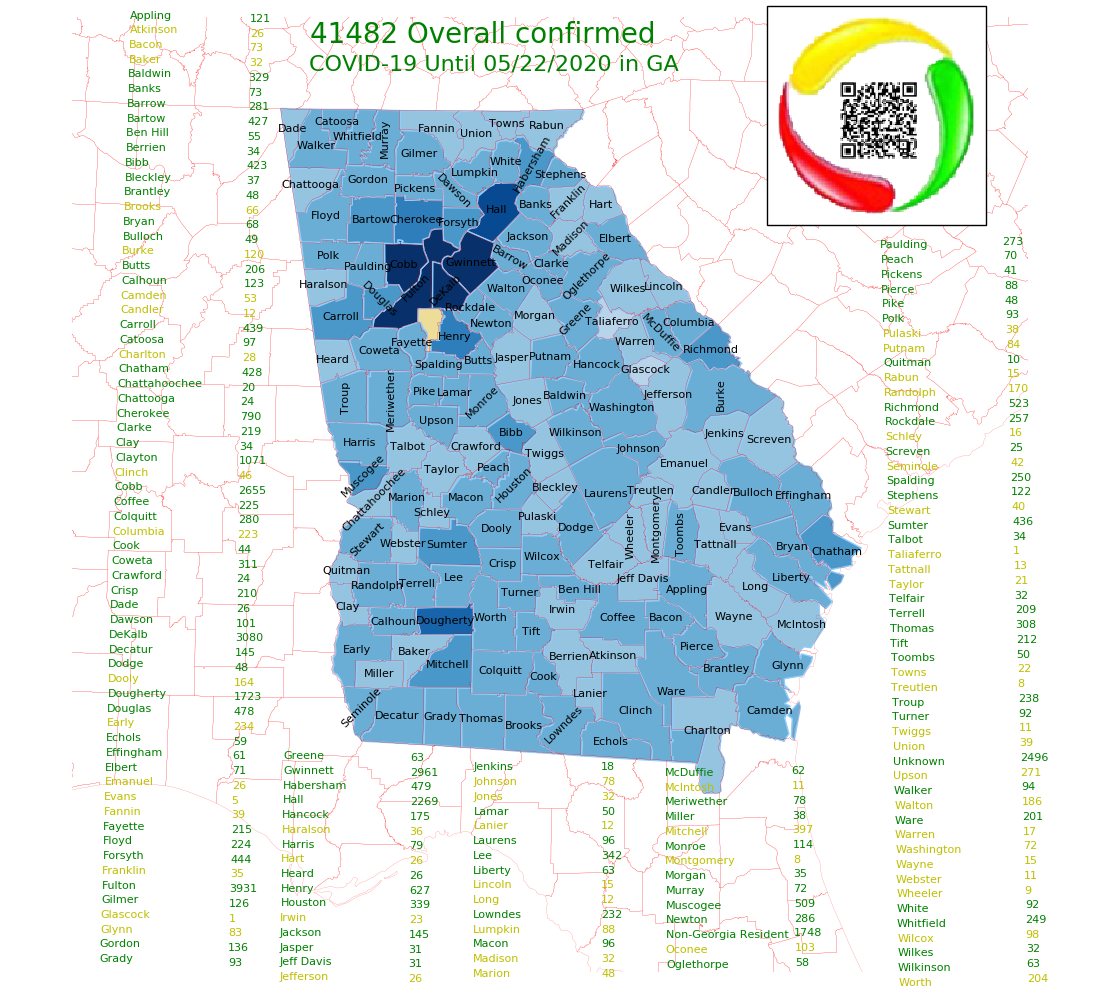 41482 Overall confirmed
COVID-19 Until 05/22/2020 in GA
Appling 121
Atkinson 26
Bacon 73
Baker 32
Baldwin 329
Banks 73
Barrow 281
Bartow 427
Ben Hill 55
Berrien 34
Bibb 423
Bleckley 37
Brantley 48
Brooks 66
Bryan 68
Bulloch 49
Burke 120
Butts 206
Calhoun 123
Camden 53
Candler 12
Carroll 439
Catoosa 97
Charlton 28
Chatham 428
Chattahoochee 20
Chattooga 24
Cherokee 790
Clarke 219
Clay 34
Clayton 1071
Clinch 46
Cobb 2655
Coffee 225
Colquitt 280
Columbia 223
Cook 44
Coweta 311
Crawford 24
Crisp 210
Dade 26
Dawson 101
DeKalb 3080
Decatur 145
Dodge 48
Dooly 164
Dougherty 1723
Douglas 478
Early 234
Echols 59
Effingham 61
Elbert 71
Emanuel 26
Evans 5
Fannin 39
Fayette 215
Floyd 224
Forsyth 444
Franklin 35
Fulton 3931
Gilmer 126
Glascock 1
Glynn 83
Gordon 136
Grady 93
Greene 63
Gwinnett 2961
Habersham 479
Hall 2269
Hancock 175
Haralson 36
Harris 79
Hart 26
Heard 26
Henry 627
Houston 339
Irwin 23
Jackson 145
Jasper 31
Jeff Davis 31
Jefferson 26
Jenkins 18
Johnson 78
Jones 32
Lamar 50
Lanier 12
Laurens 96
Lee 342
Liberty 63
Lincoln 15
Long 12
Lowndes 232
Lumpkin 88
Macon 96
Madison 32
Marion 48
McDuffie 62
McIntosh 11
Meriwether 78
Miller 38
Mitchell 397
Monroe 114
Montgomery 8
Morgan 35
Murray 72
Muscogee 509
Newton 286
Non-Georgia Resident 1748
Oconee 103
Oglethorpe 58
Paulding 273
Peach 70
Pickens 41
Pierce 88
Pike 48
Polk 93
Pulaski 38
Putnam 84
Quitman 10
Rabun 15
Randolph 170
Richmond 523
Rockdale 257
Schley 16
Screven 25
Seminole 42
Spalding 250
Stephens 122
Stewart 40
Sumter 436
Talbot 34
Taliaferro 1
Tattnall 13
Taylor 21
Telfair 32
Terrell 209
Thomas 308
Tift 212
Toombs 50
Towns 22
Treutlen 8
Troup 238
Turner 92
Twiggs 11
Union 39
Unknown 2496
Upson 271
Walker 94
Walton 186
Ware 201
Warren 17
Washington 72
Wayne 15
Webster 11
Wheeler 9
White 92
Whitfield 249
Wilcox 98
Wilkes 32
Wilkinson 63
Worth 204
Dade
Catoosa
Whitfield
Walker
Murray
Fannin
Union
Towns
Rabun
Gilmer
White
Habersham
Stephens
Lumpkin
Chattooga
Gordon
Pickens
Dawson
Hall
Banks
Franklin
Hart
Floyd
Bartow
Cherokee
Forsyth
Jackson
Madison
Elbert
Polk
Paulding
Cobb
Gwinnett
Barrow
Clarke
Oglethorpe
Haralson
Douglas
Fulton
DeKalb
Walton
Oconee
Wilkes
Lincoln
Carroll
Rockdale
Newton
Morgan
Greene
Taliaferro
McDuffie
Columbia
Fayette
Henry
Warren
Richmond
Heard
Coweta
Spalding
Butts
Jasper
Putnam
Hancock
Glascock
Troup
Meriwether
Pike
Lamar
Monroe
Jones
Baldwin
Washington
Jefferson
Burke
Upson
Bibb
Wilkinson
Jenkins
Screven
Harris
Talbot
Crawford
Twiggs
Johnson
Emanuel
Muscogee
Chattahoochee
Taylor
Peach
Houston
Bleckley
Laurens
Treutlen
Candler
Bulloch
Effingham
Marion
Macon
Schley
Pulaski
Dodge
Wheeler
Montgomery
Toombs
Evans
Tattnall
Stewart
Webster
Sumter
Dooly
Wilcox
Telfair
Bryan
Chatham
Quitman
Randolph
Terrell
Lee
Crisp
Turner
Ben Hill
Jeff Davis
Appling
Long
Liberty
Clay
Calhoun
Dougherty
Worth
Irwin
Coffee
Bacon
Wayne
McIntosh
Tift
Early
Baker
Mitchell
Berrien
Atkinson
Pierce
Brantley
Glynn
Miller
Colquitt
Cook
Lanier
Ware
Clinch
Camden
Seminole
Decatur
Grady
Thomas
Brooks
Lowndes
Echols
Charlton